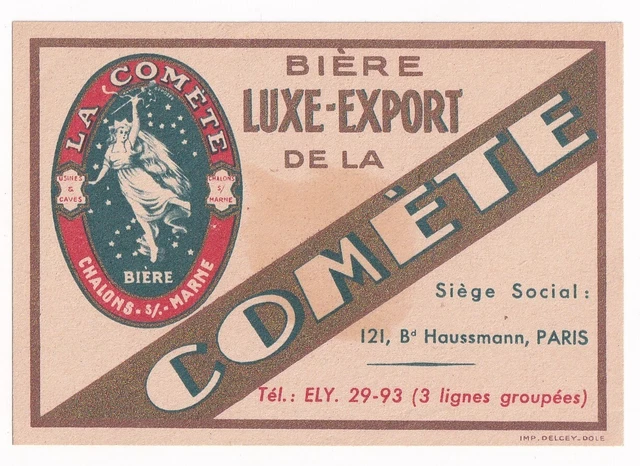 LA COMÈTE
USINES
&
CAVES
CHALONS
S/
MARNE
BIÈRE
CHALONS. S/.-MARNE
BIÈRE
LUXE-EXPORT
DE LA
COMÈTE
Siège Social :
121, Bd Haussmann, PARIS
Tél. : ELY. 29-93 (3 lignes groupées)
IMP. DELCEY-DOLE